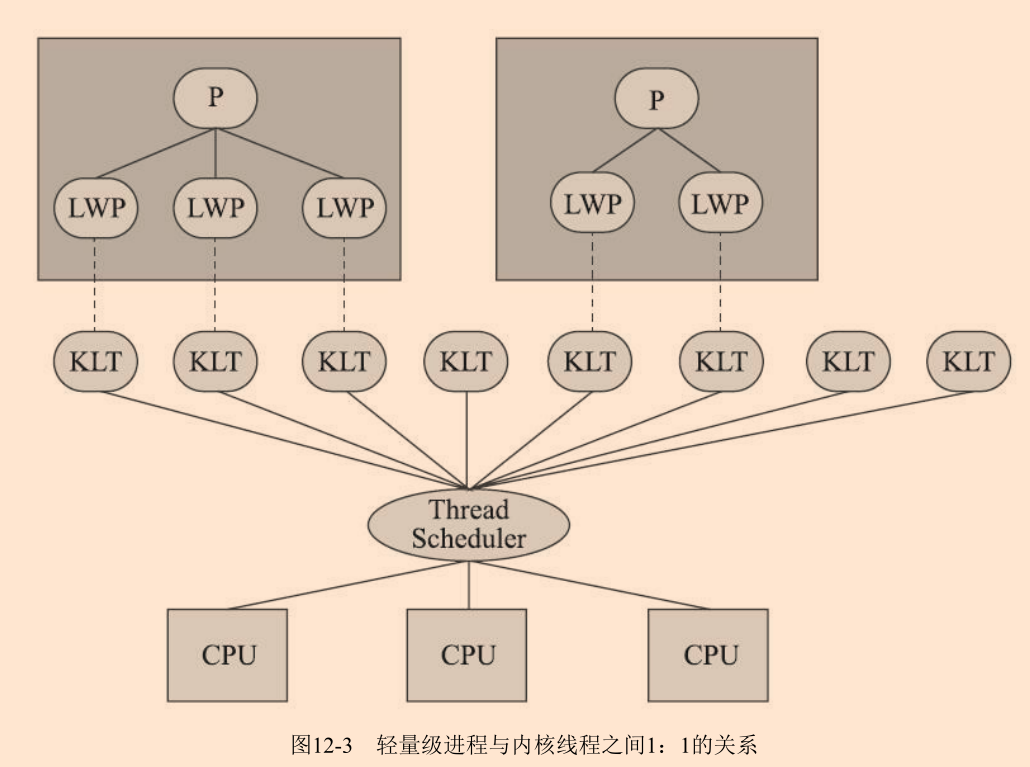 P
P
LWP LWP LWP
LWP LWP
KLT KLT KLT KLT KLT KLT KLT KLT
Thread
Scheduler
CPU CPU CPU
图12-3 轻量级进程与内核线程之间1：1的关系